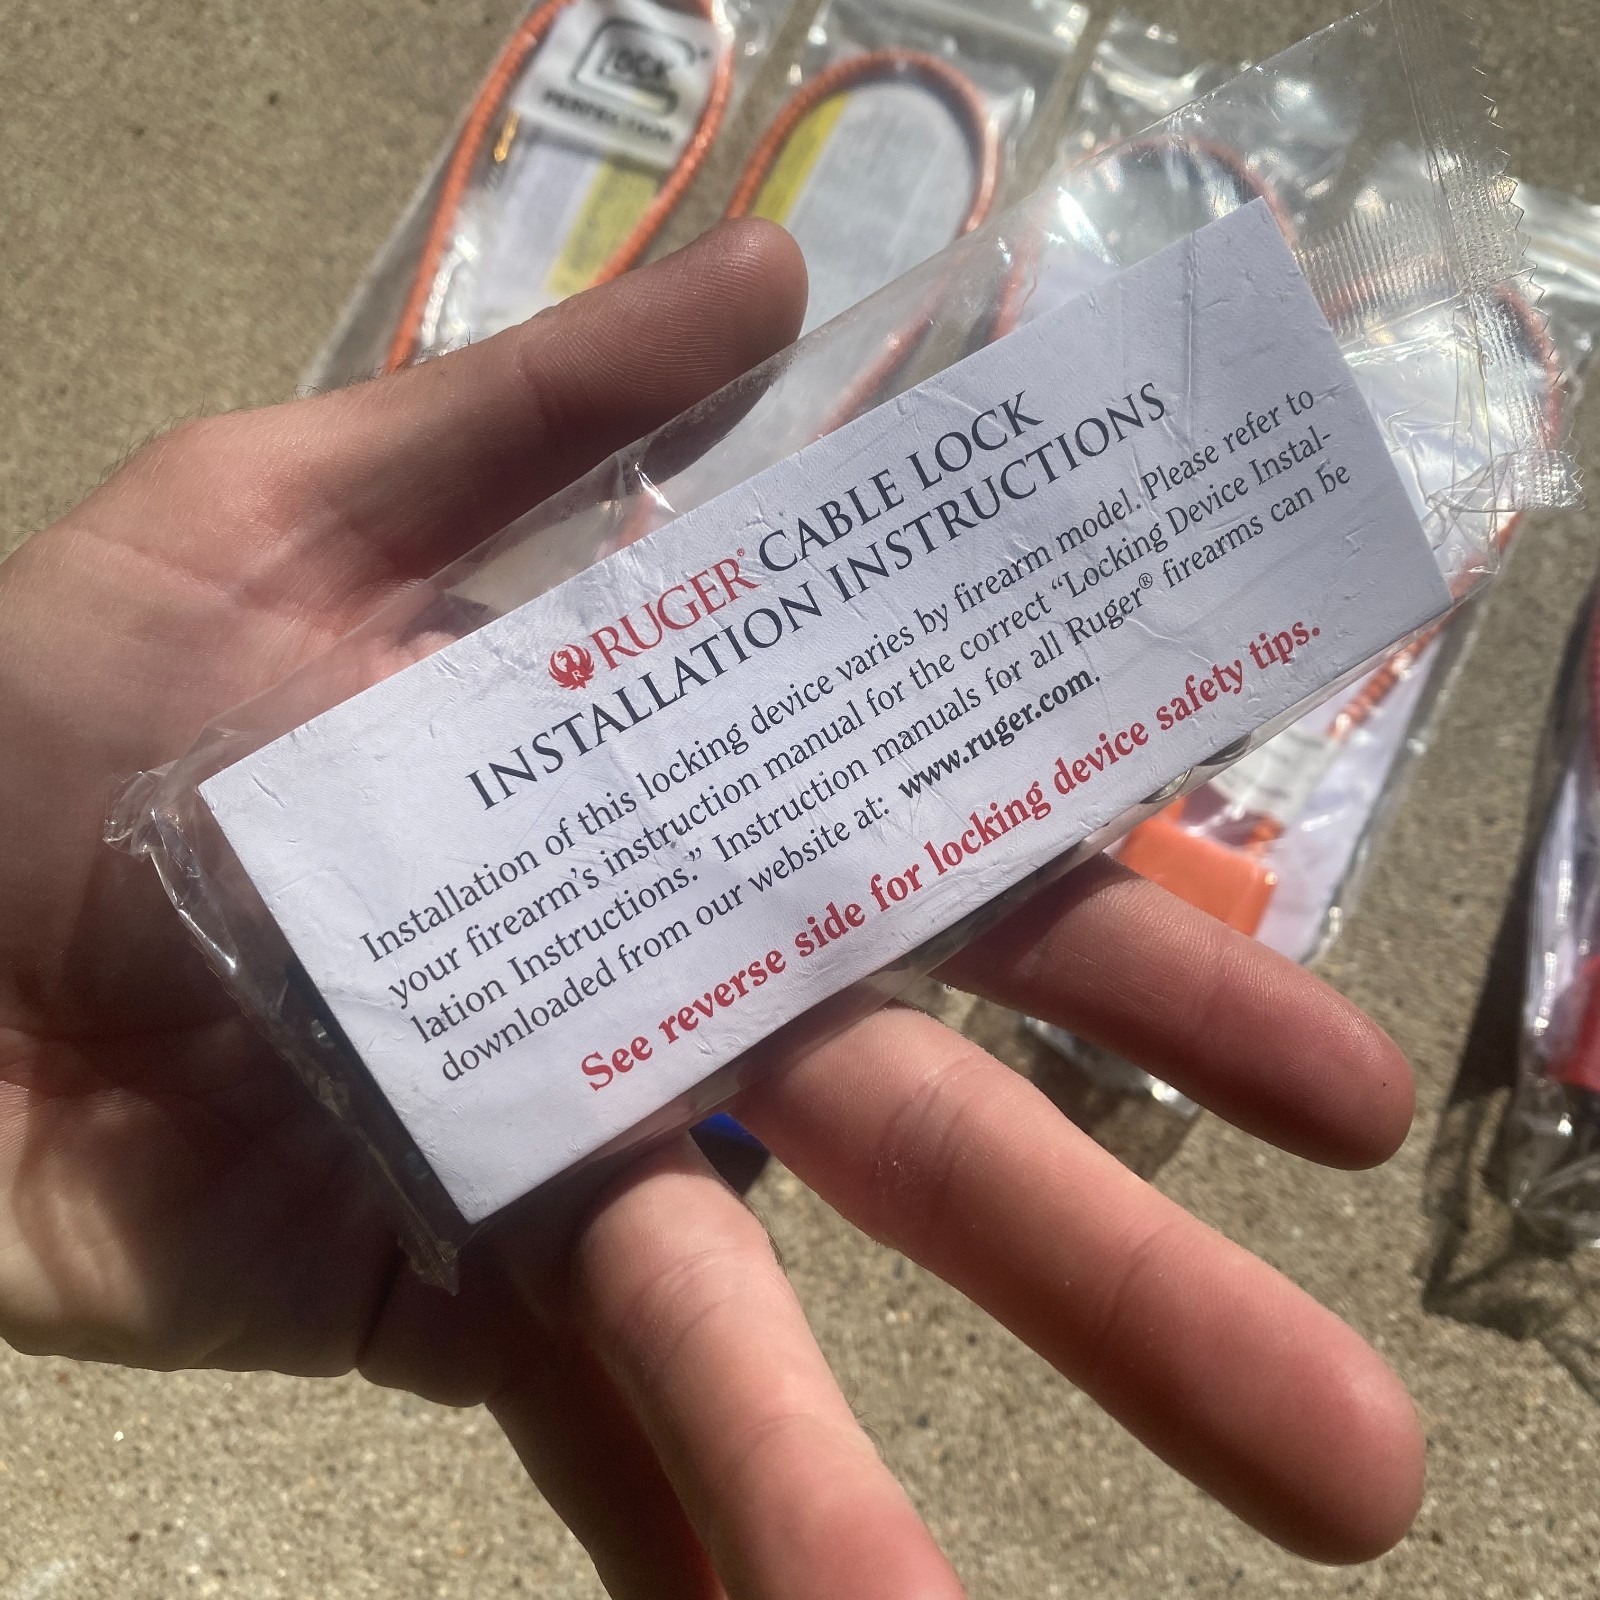 GLOCK
PERFECTION
RUGER® CABLE LOCK
INSTALLATION INSTRUCTIONS
Installation of this locking device varies by firearm model. Please refer to
your firearm's instruction manual for the correct “Locking Device Instal-
lation Instructions.” Instruction manuals for all Ruger® firearms can be
downloaded from our website at: www.ruger.com.
See reverse side for locking device safety tips.